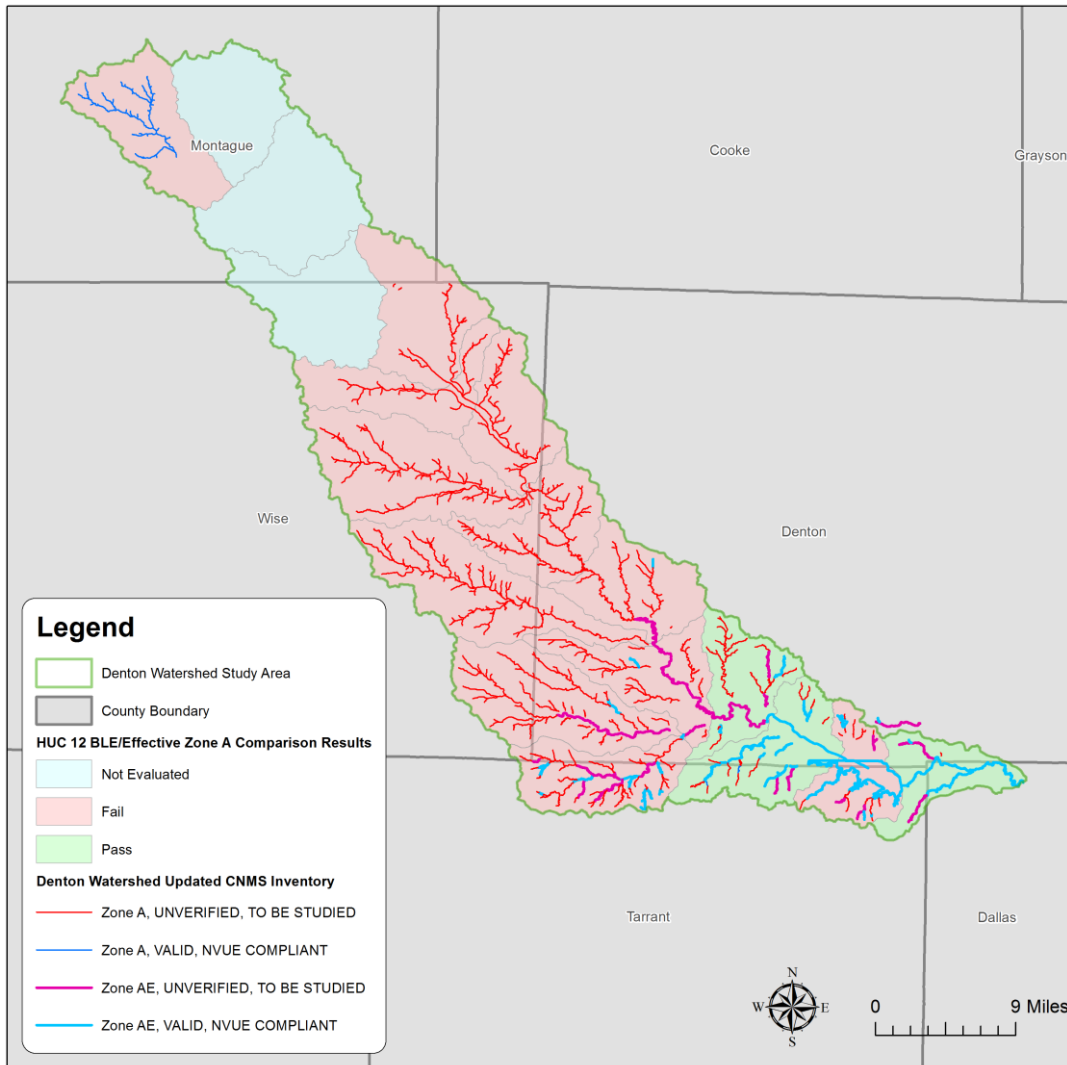 Montague
Cooke
Grayson
Wise
Denton
Legend
Denton Watershed Study Area
County Boundary
HUC 12 BLE/Effective Zone A Comparison Results
Not Evaluated
Fail
Pass
Denton Watershed Updated CNMS Inventory
Zone A, UNVERIFIED, TO BE STUDIED
Zone A, VALID, NVUE COMPLIANT
Zone AE, UNVERIFIED, TO BE STUDIED
Zone AE, VALID, NVUE COMPLIANT
Tarrant
Dallas
N
W E
S
0 9 Miles